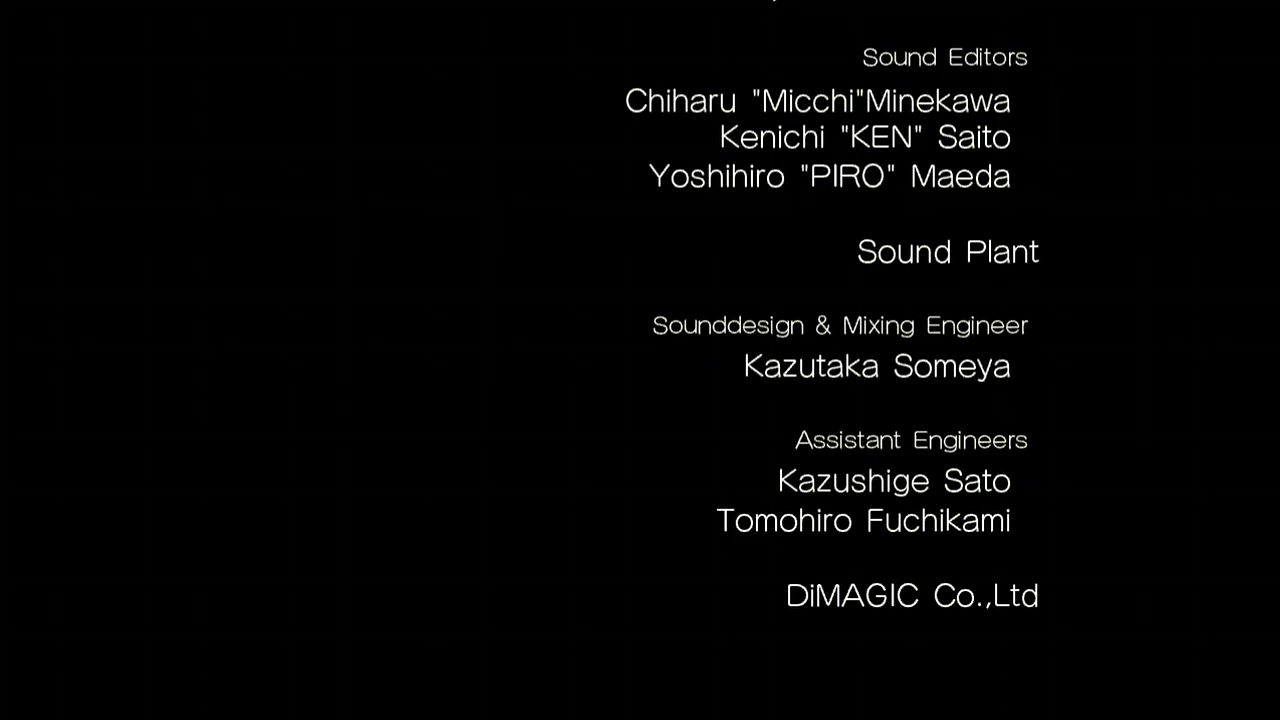 Sound Editors
Chiharu "Micchi"Minekawa
Kenichi "KEN" Saito
Yoshihiro "PIRO" Maeda
Sound Plant
Sounddesign & Mixing Engineer
Kazutaka Someya
Assistant Engineers
Kazushige Sato
Tomohiro Fuchikami
DiMAGIC Co.,Ltd